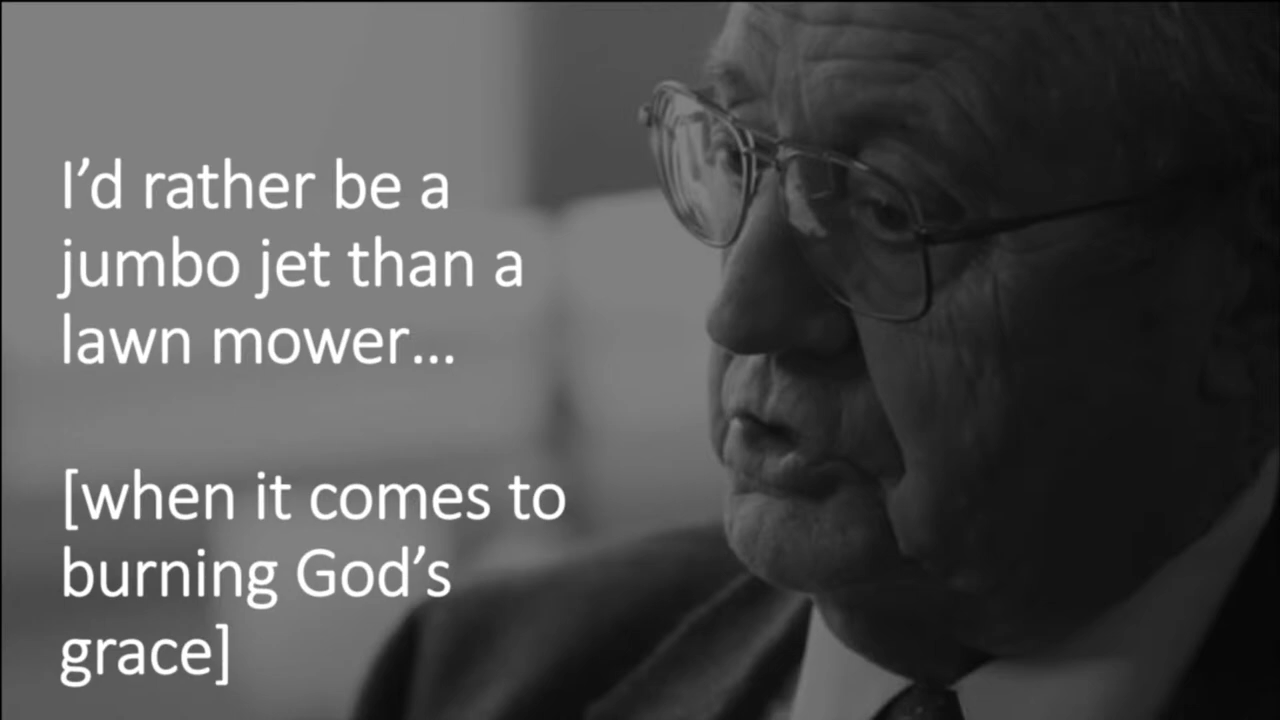 I’d rather be a
jumbo jet than a
lawn mower…
[when it comes to
burning God’s
grace]